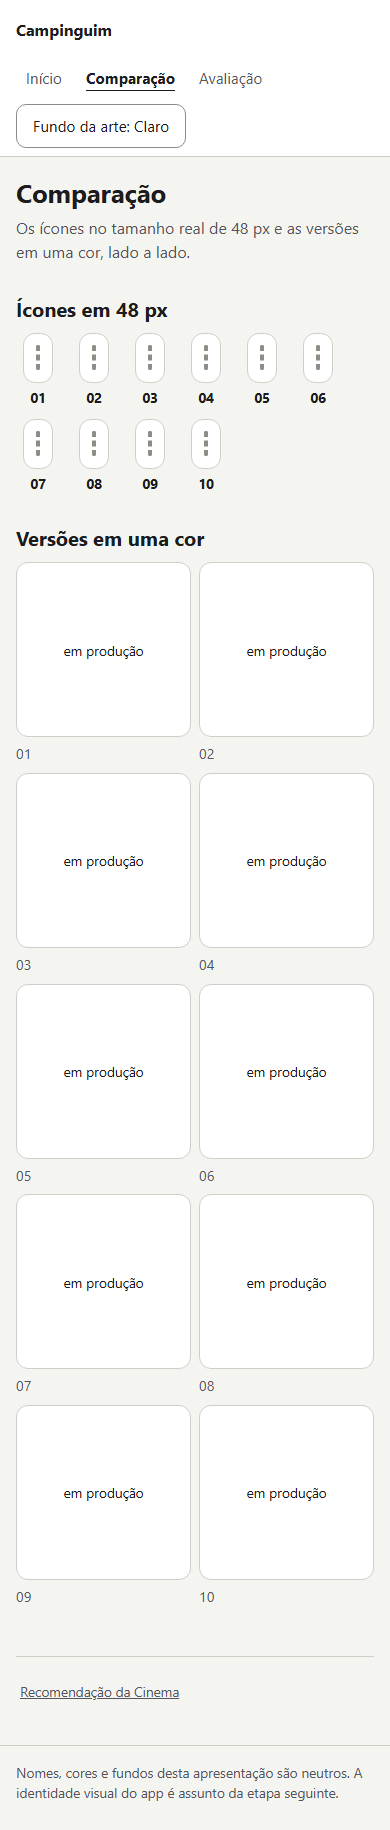 Campinguim
Início Comparação Avaliação
Fundo da arte: Claro
Comparação
Os ícones no tamanho real de 48 px e as versões
em uma cor, lado a lado.
Ícones em 48 px
01 02 03 04 05 06
07 08 09 10
Versões em uma cor
em produção em produção
01 02
em produção em produção
03 04
em produção em produção
05 06
em produção em produção
07 08
em produção em produção
09 10
Recomendação da Cinema
Nomes, cores e fundos desta apresentação são neutros. A
identidade visual do app é assunto da etapa seguinte.